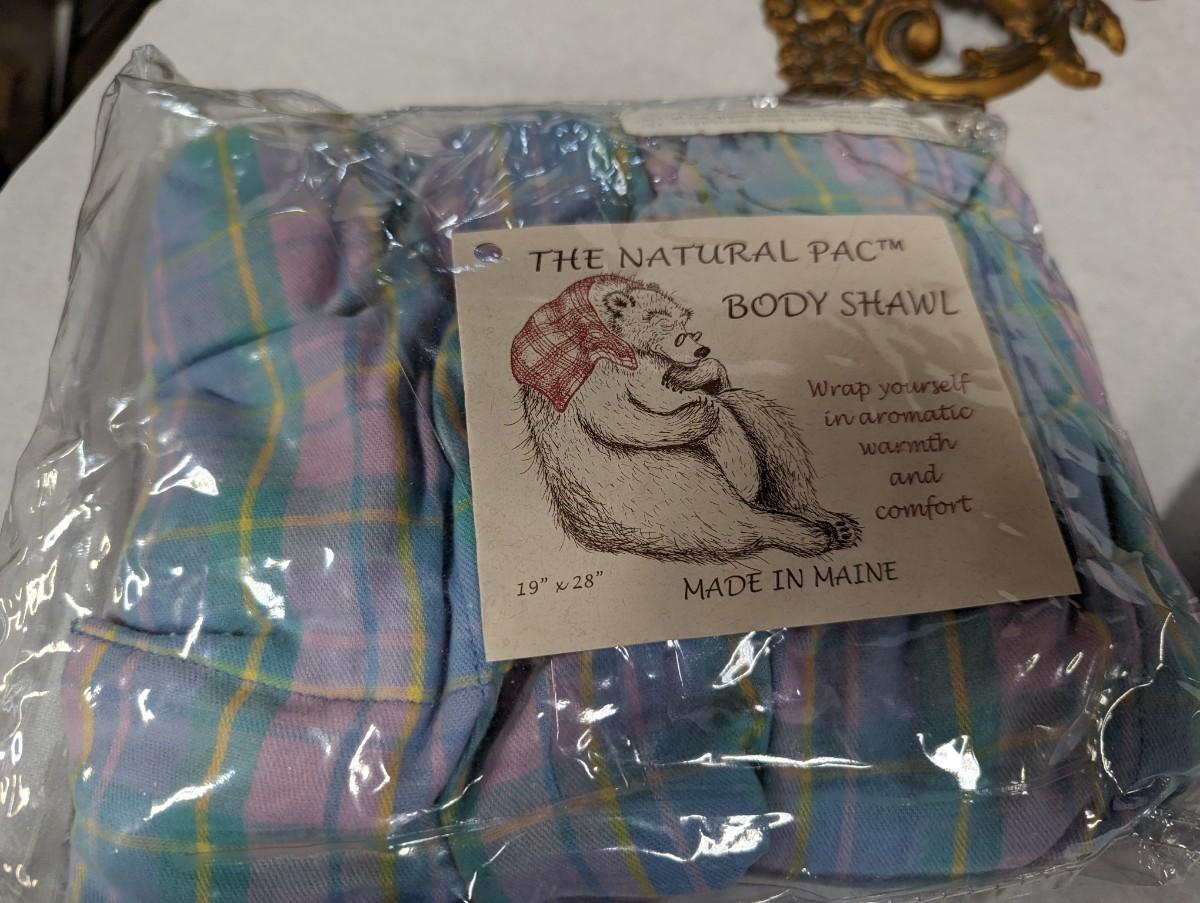 THE NATURAL PAC™
BODY SHAWL
Wrap yourself
in aromatic
warmth
and
comfort
19" x 28"
MADE IN MAINE